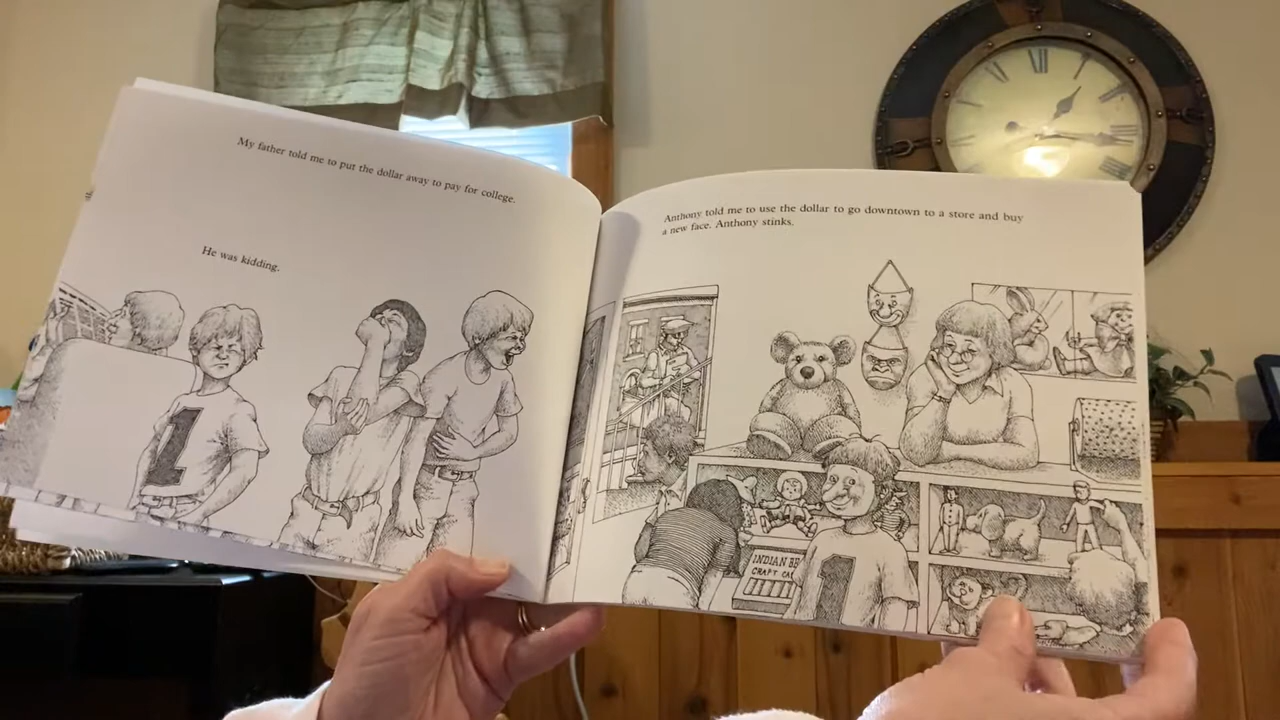 My father told me to put the dollar away to pay for college.
He was kidding.
Anthony told me to use the dollar to go downtown to a store and buy
a new face. Anthony stinks.
1
INDIAN
CRAFT
1